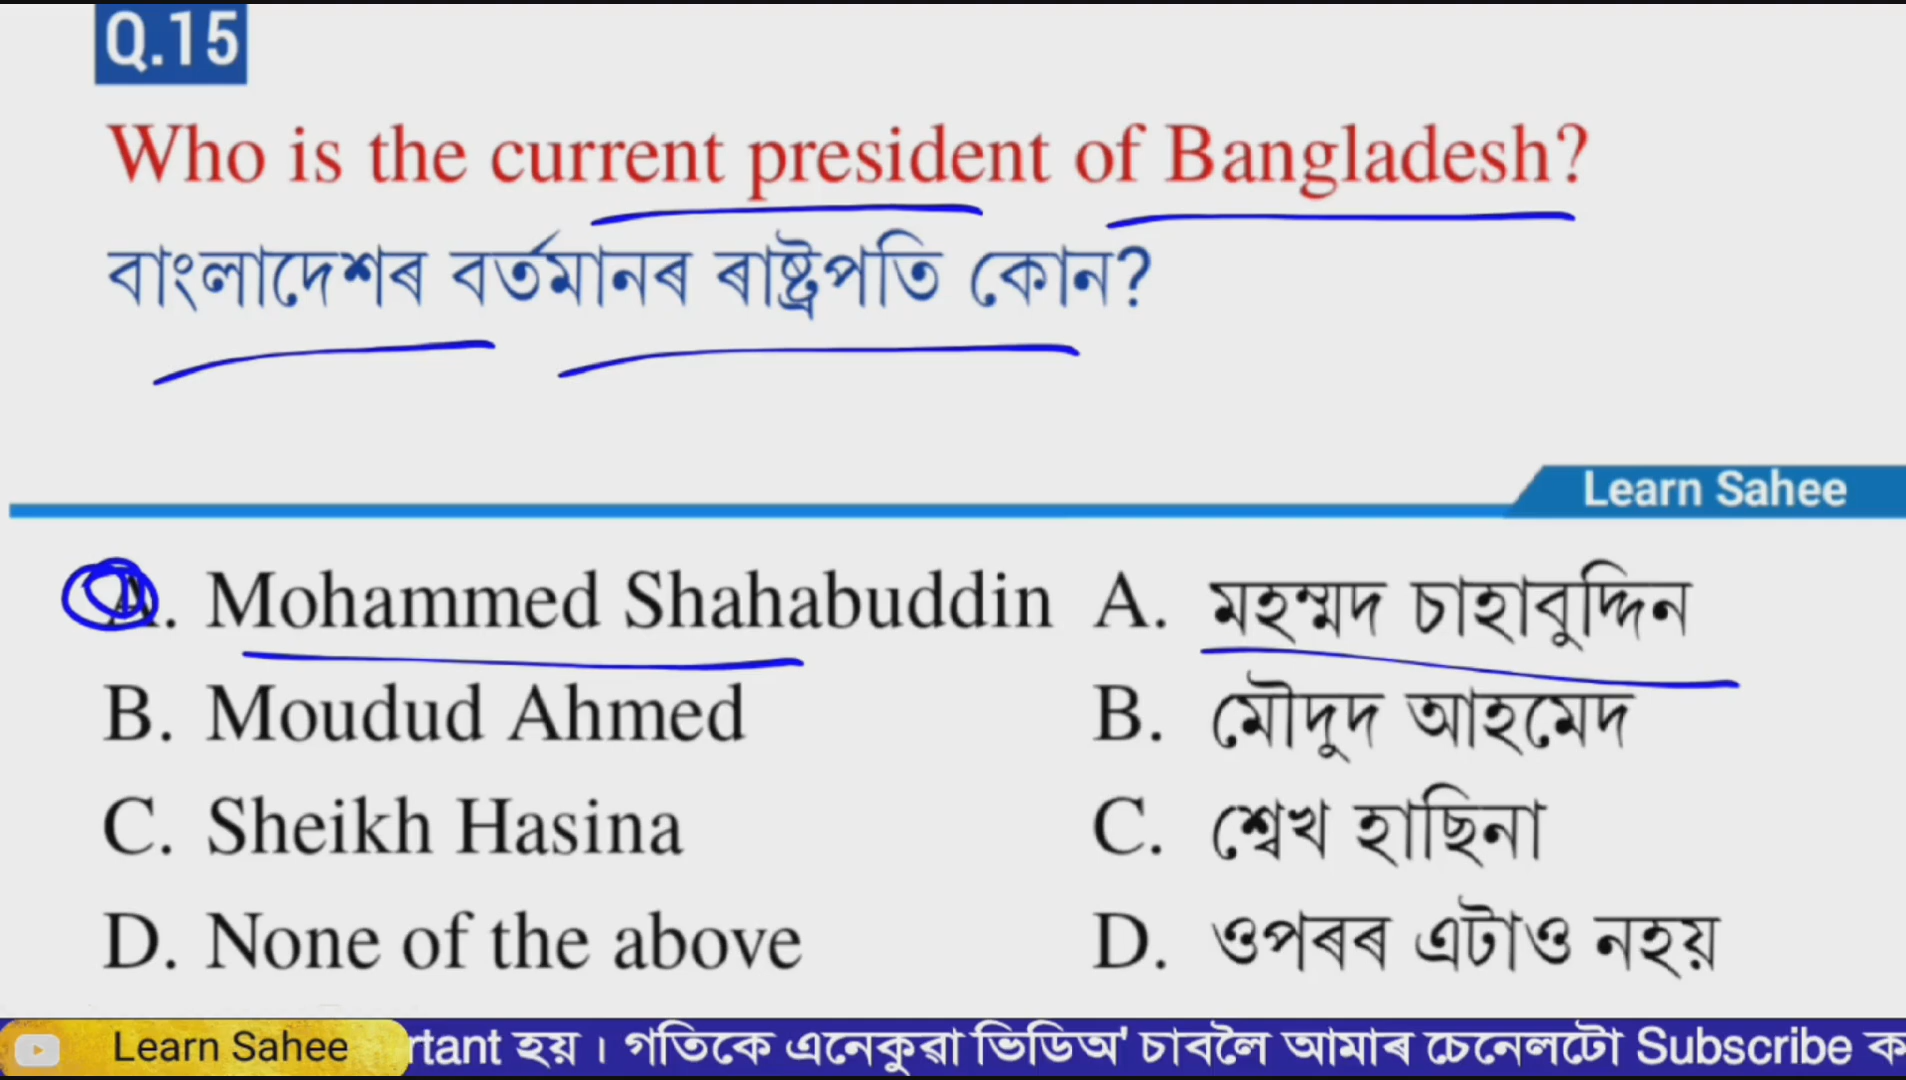 Q.15
Who is the current president of Bangladesh?
বাংলাদেশৰ বৰ্তমানৰ ৰাষ্ট্ৰপতি কোন?
Learn Sahee
A. Mohammed Shahabuddin
A. মহম্মদ চাহাবুদ্দিন
B. Moudud Ahmed
B. মৌদুদ আহমেদ
C. Sheikh Hasina
C. শ্বেখ হাছিনা
D. None of the above
D. ওপৰৰ এটাও নহয়
Learn Sahee
rtant হয় । গতিকে এনেকুৱা ভিডিঅ' চাবলৈ আমাৰ চেনেলটো Subscribe ক